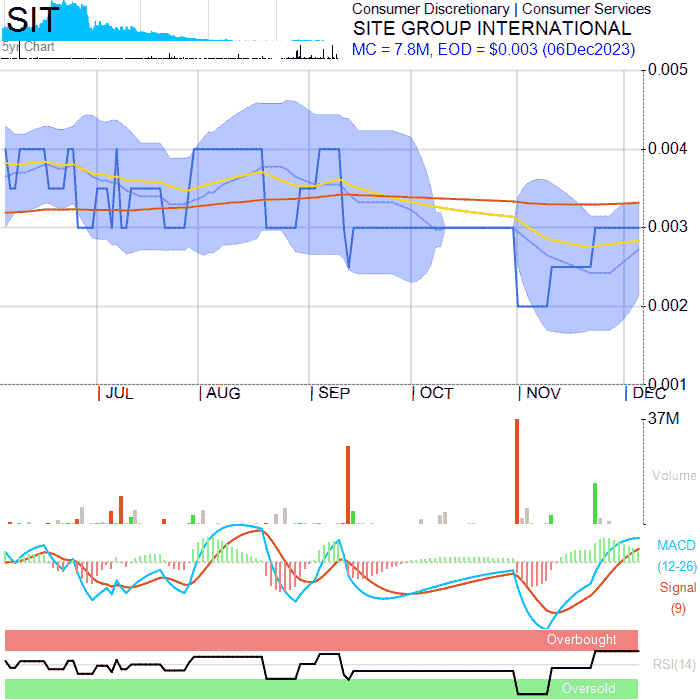 SIT
5yr Chart
Consumer Discretionary | Consumer Services
SITE GROUP INTERNATIONAL
MC = 7.8M, EOD = $0.003 (06Dec2023)
0.005
0.004
0.003
0.002
0.001
JUL
AUG
SEP
OCT
NOV
DEC
37M
Volume
MACD
(12-26)
Signal
(9)
Overbought
RSI(14)
Oversold